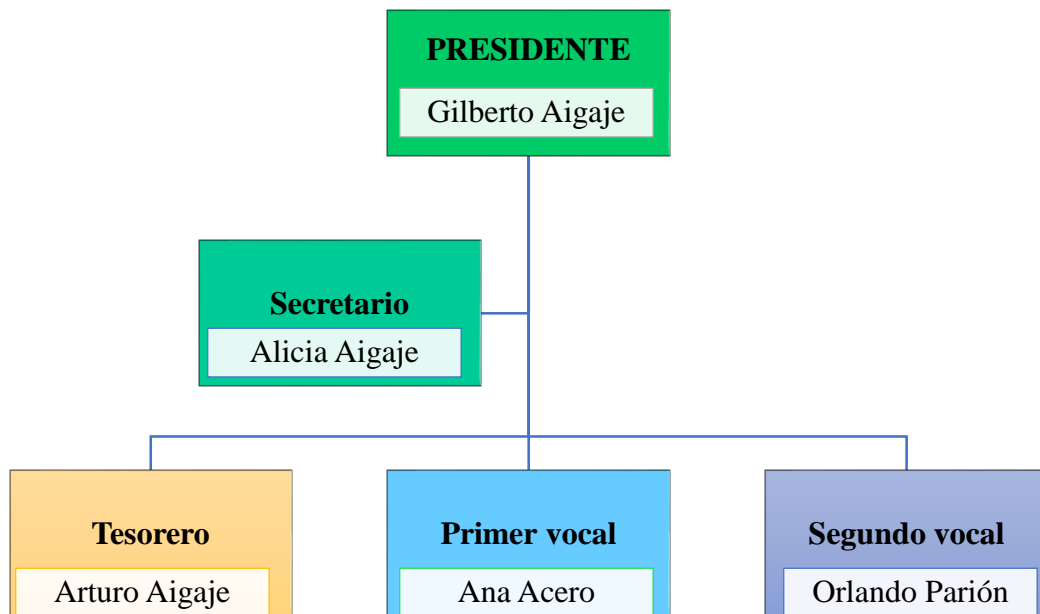 PRESIDENTE
Gilberto Aigaje
Secretario
Alicia Aigaje
Tesorero
Arturo Aigaje
Primer vocal
Ana Acero
Segundo vocal
Orlando Parión